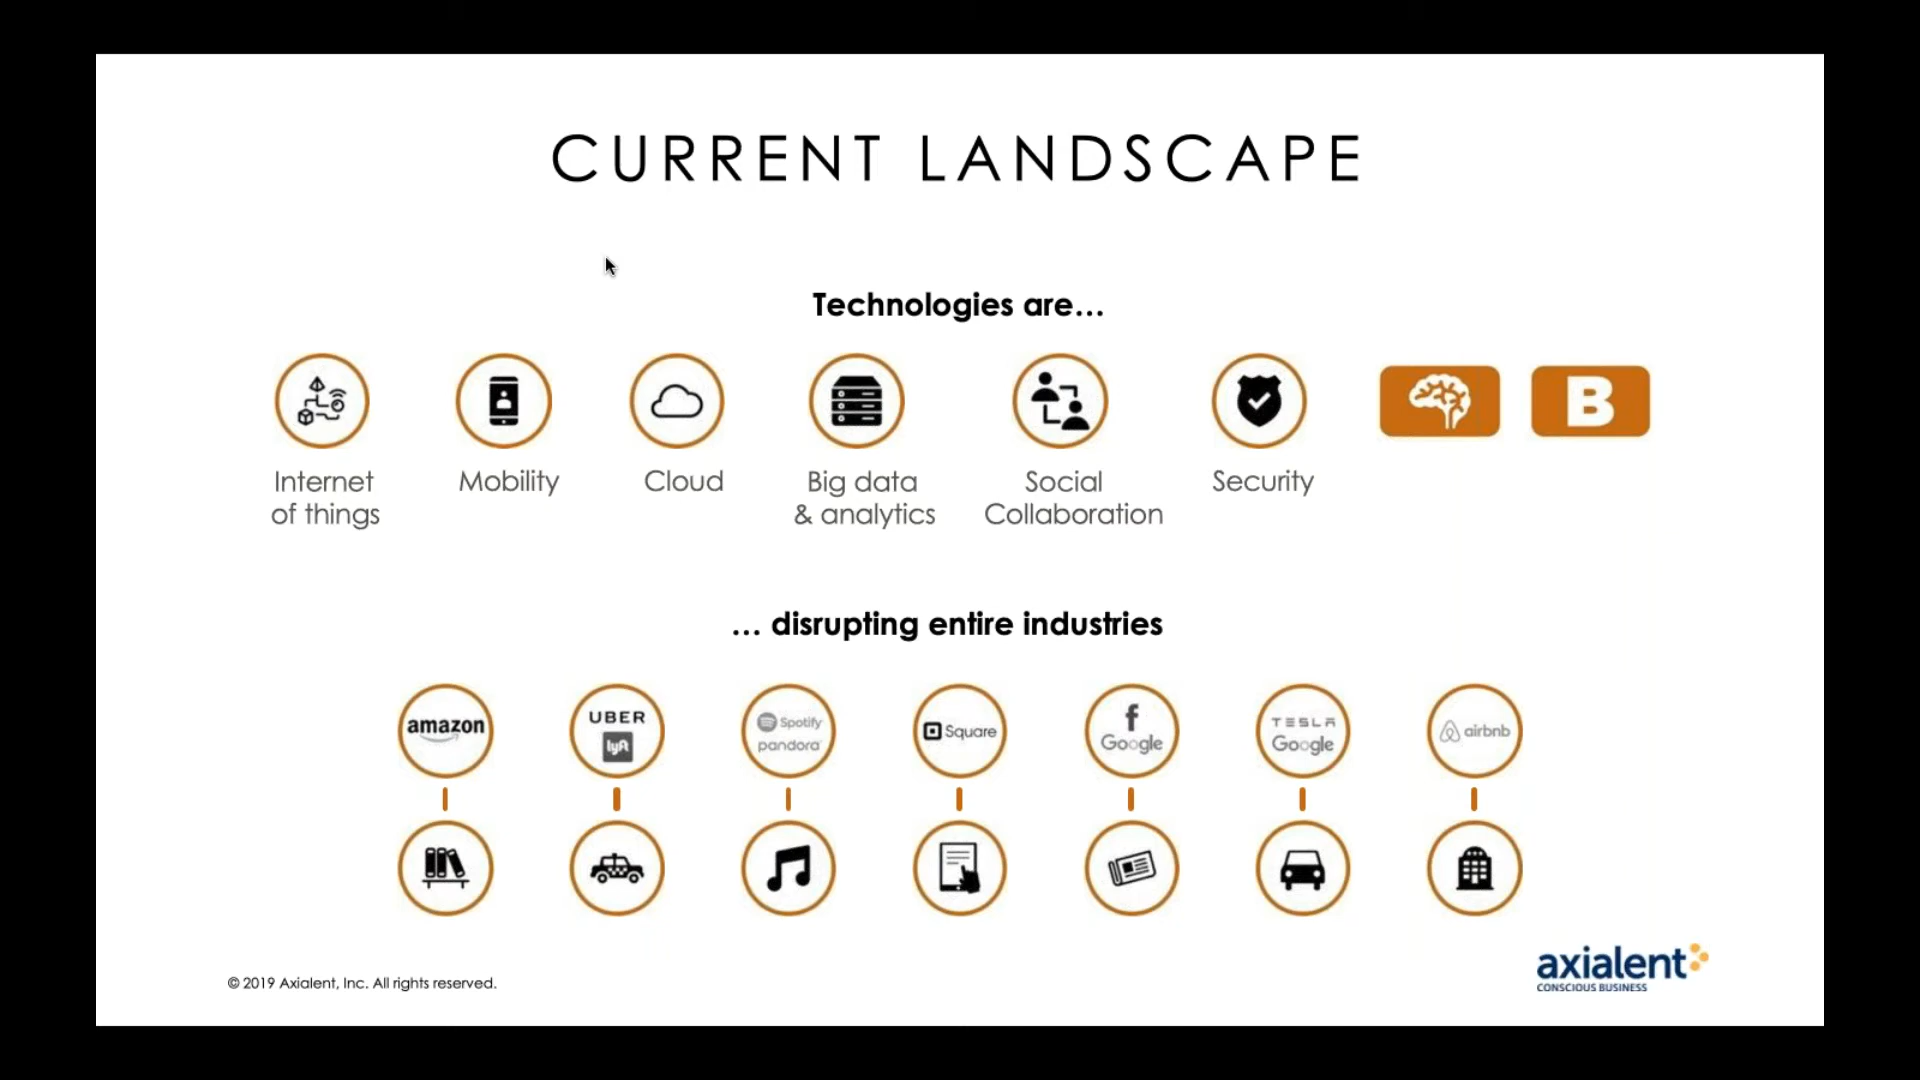 CURRENT LANDSCAPE
Technologies are...
Internet
of things
Mobility
Cloud
Big data
& analytics
Social
Collaboration
Security
B
... disrupting entire industries
amazon
UBER
lyft
Spotify
pandora
Square
f
Google
TESLA
Google
airbnb
© 2019 Axialent, Inc. All rights reserved.
axialent
CONSCIOUS BUSINESS